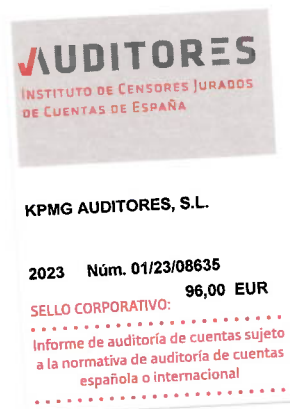 AUDITORES
INSTITUTO DE CENSORES JURADOS
DE CUENTAS DE ESPAÑA
KPMG AUDITORES, S.L.
2023 Núm. 01/23/08635
96,00 EUR
SELLO CORPORATIVO:
Informe de auditoría de cuentas sujeto
a la normativa de auditoría de cuentas
española o internacional